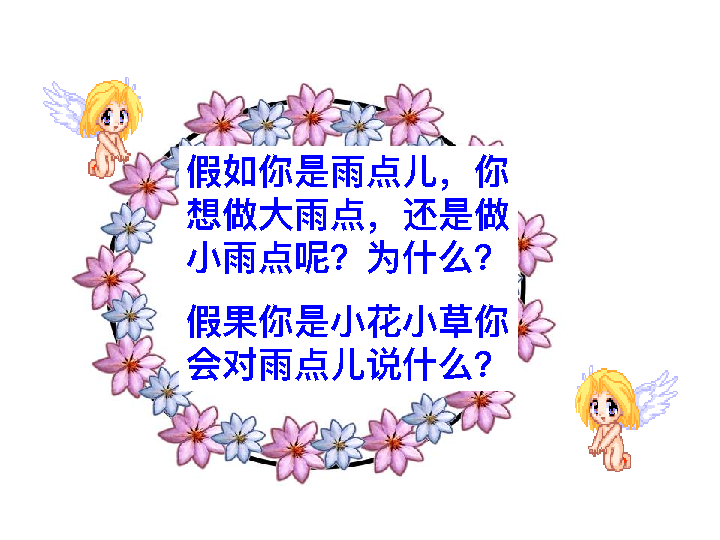 假如你是雨点儿，你
想做大雨点，还是做
小雨点呢？为什么？
假果你是小花小草你
会对雨点儿说什么？